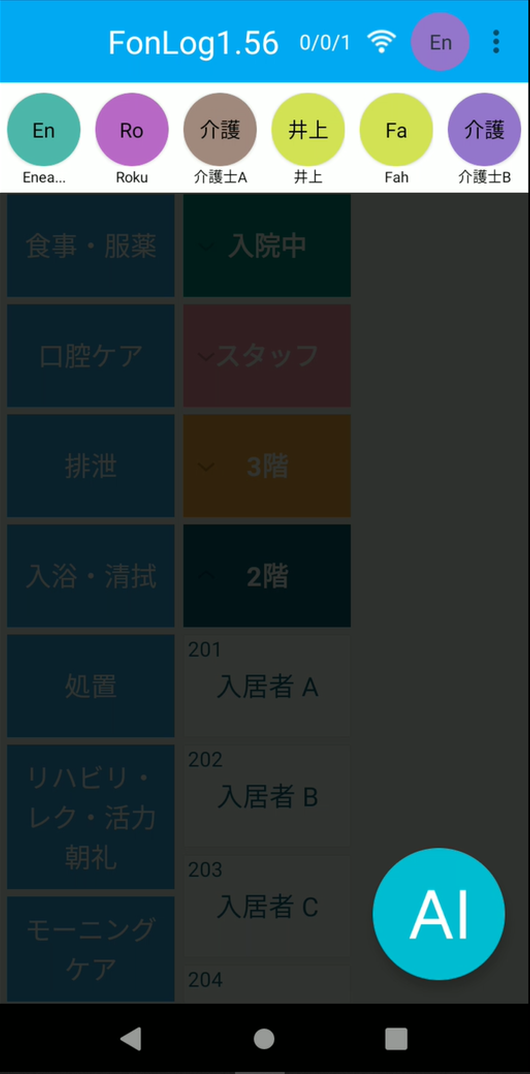 FonLog1.56 0/0/1 En
En Ro 介護 井上 Fa 介護
Enea... Roku 介護士A 井上 Fah 介護士B
食事・服薬
入院中
口腔ケア
スタッフ
排泄
3階
入浴・清拭
2階
処置
201
入居者 A
リハビリ・
レク・活力
朝礼
202
入居者 B
203
入居者 C
モーニング
ケア
204
AI